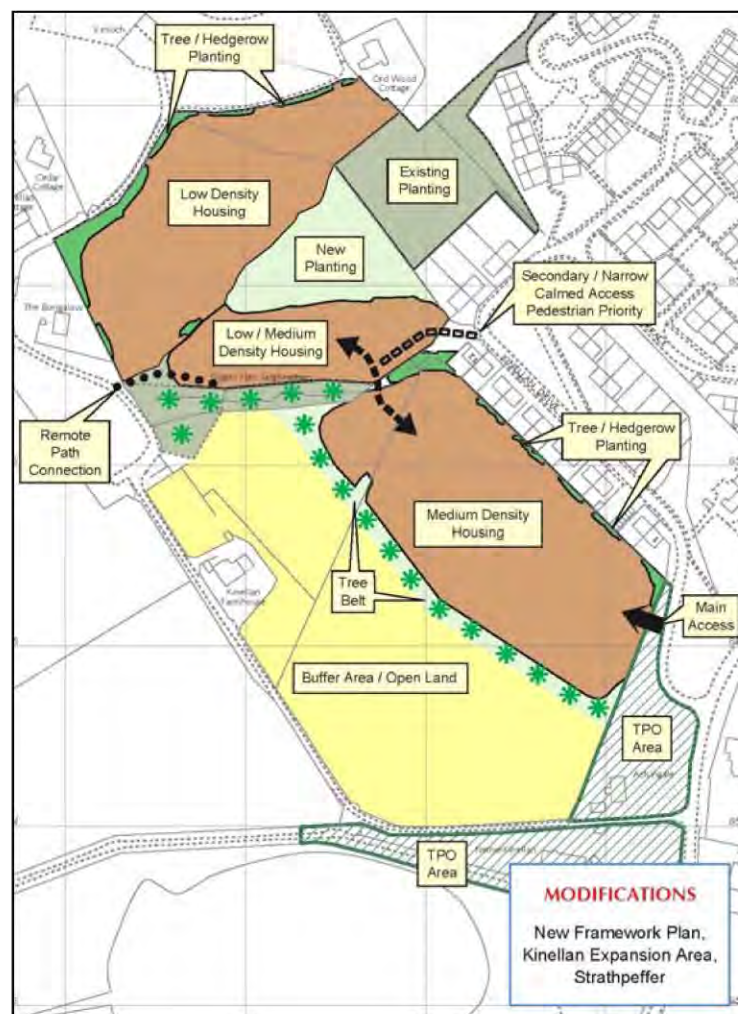 Tree / Hedgerow
Planting
Ord Wood
Cottage
Cedar
Cottage
Low Density
Housing
Existing
Planting
New
Planting
Secondary / Narrow
Calmed Access
Pedestrian Priority
The Bungalow
Low / Medium
Density Housing
Remote
Path
Connection
Tree / Hedgerow
Planting
Medium Density
Housing
Kinellan
Farmhouse
Tree
Belt
Main
Access
Buffer Area / Open Land
TPO
Area
TPO
Area
MODIFICATIONS
New Framework Plan,
Kinellan Expansion Area,
Strathpeffer